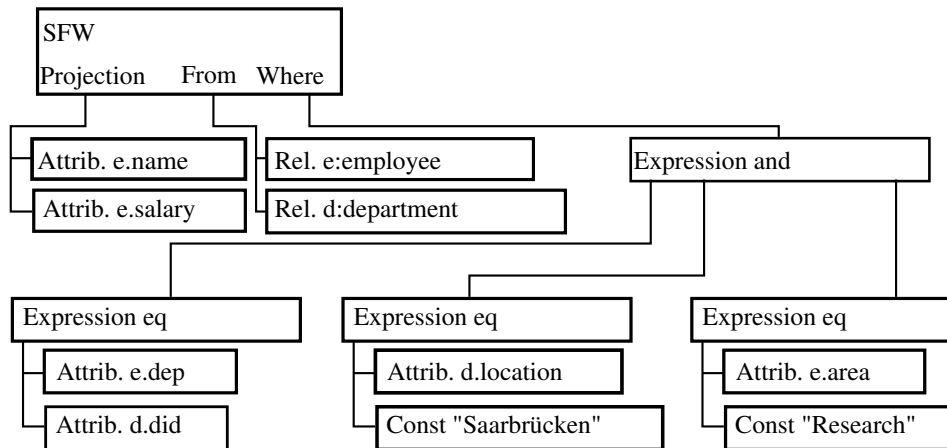 SFW
Projection From Where
Attrib. e.name
Rel. e:employee
Expression and
Attrib. e.salary
Rel. d:department
Expression eq
Expression eq
Expression eq
Attrib. e.dep
Attrib. d.location
Attrib. e.area
Attrib. d.did
Const "Saarbrücken"
Const "Research"